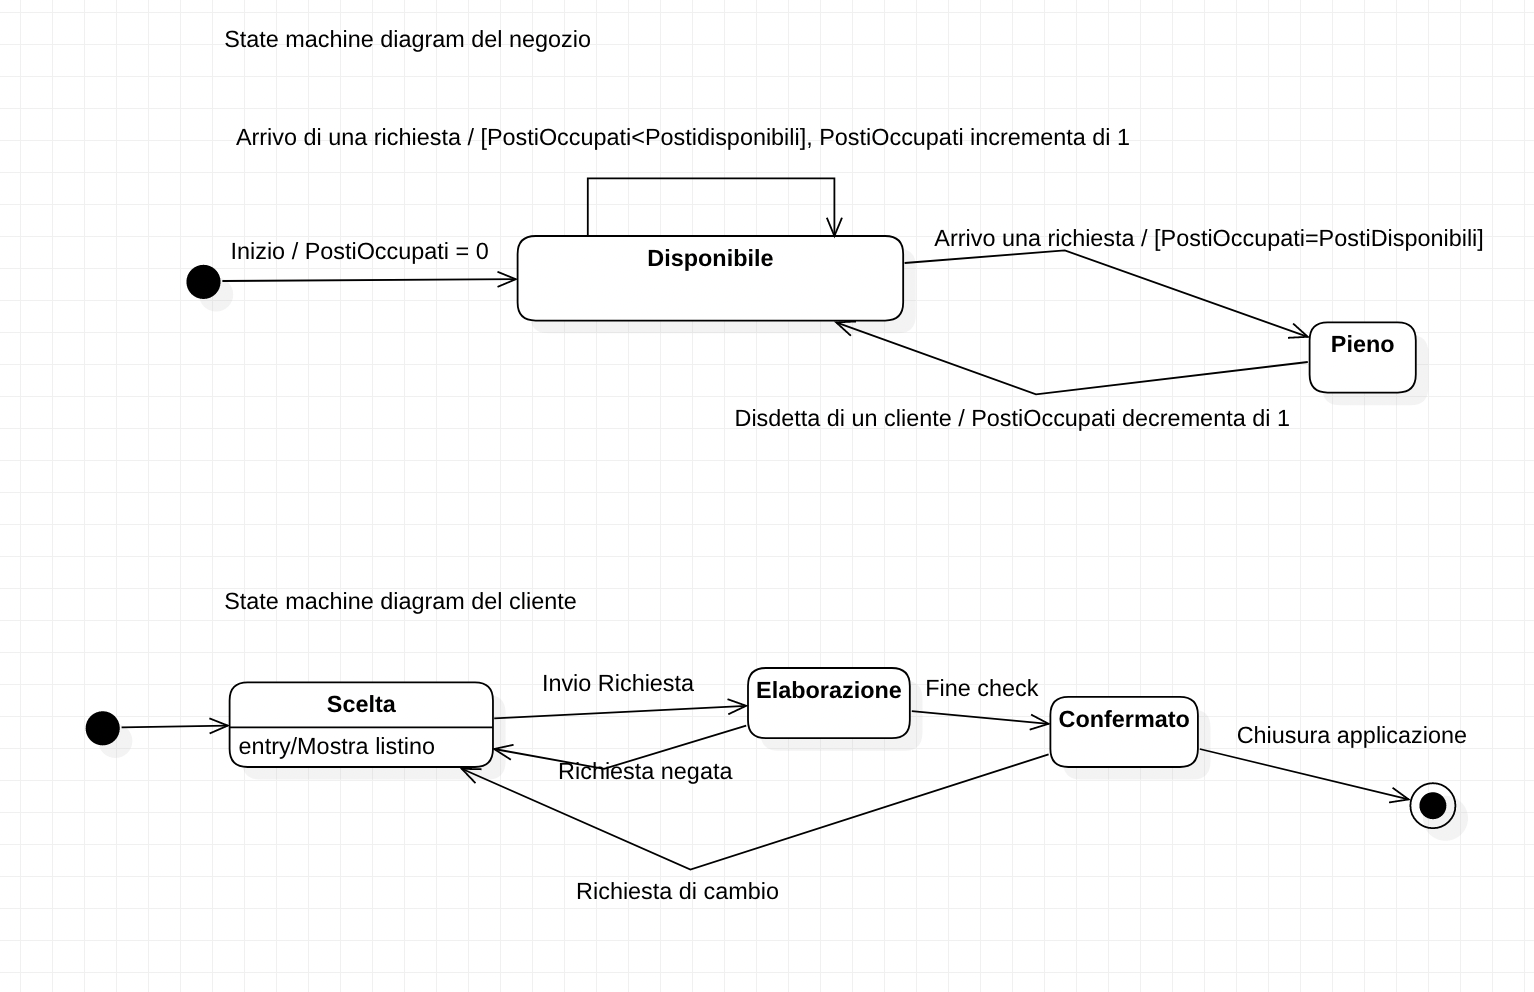 State machine diagram del negozio
Arrivo di una richiesta / [PostiOccupati<Postidisponibili], PostiOccupati incrementa di 1
Inizio / PostiOccupati = 0
Disponibile
Arrivo una richiesta / [PostiOccupati=PostiDisponibili]
Pieno
Disdetta di un cliente / PostiOccupati decrementa di 1
State machine diagram del cliente
Scelta
entry/Mostra listino
Invio Richiesta
Elaborazione
Fine check
Confermato
Chiusura applicazione
Richiesta negata
Richiesta di cambio